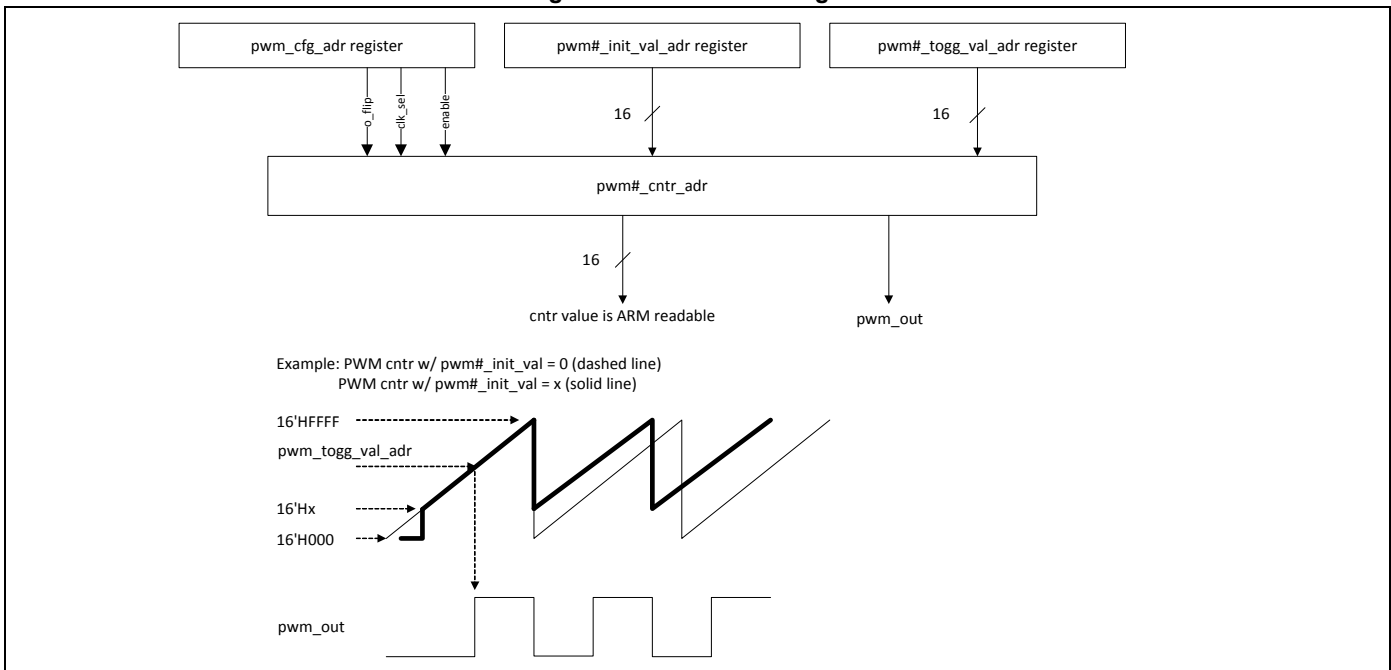 pwm_cfg_adr register
pwm#_init_val_adr register
pwm#_togg_val_adr register
o_flip
clk_sel
enable
16
16
pwm#_cntr_adr
16
cntr value is ARM readable
pwm_out
Example: PWM cntr w/ pwm#_init_val = 0 (dashed line)
PWM cntr w/ pwm#_init_val = x (solid line)
16'HFFFF
pwm_togg_val_adr
16'Hx
16'H000
pwm_out